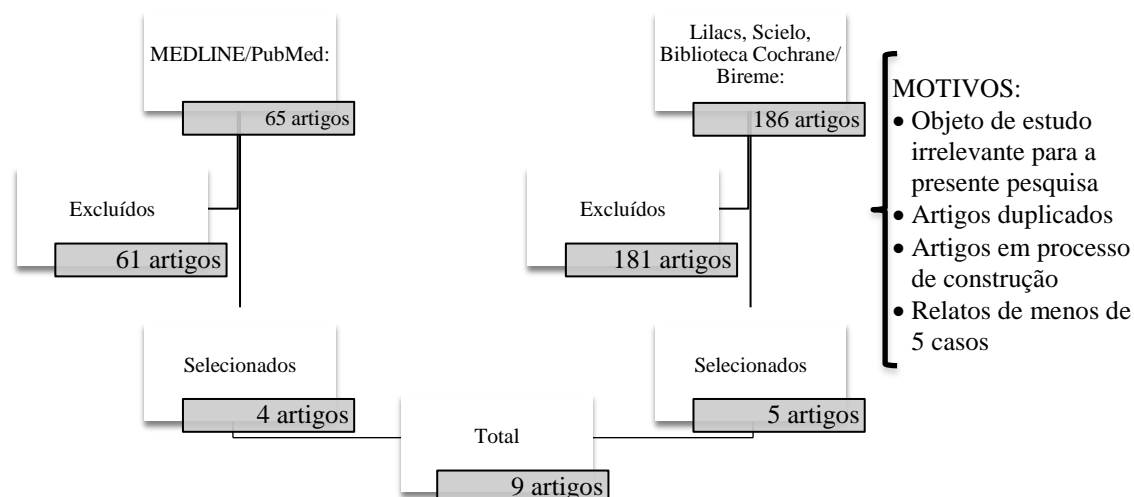 MEDLINE/PubMed:
65 artigos
Excluídos
61 artigos
Selecionados
4 artigos
Lilacs, Scielo,
Biblioteca Cochrane/
Bireme:
186 artigos
Excluídos
181 artigos
Selecionados
5 artigos
Total
9 artigos
MOTIVOS:
• Objeto de estudo
irrelevante para a
presente pesquisa
• Artigos duplicados
• Artigos em processo
de construção
• Relatos de menos de
5 casos